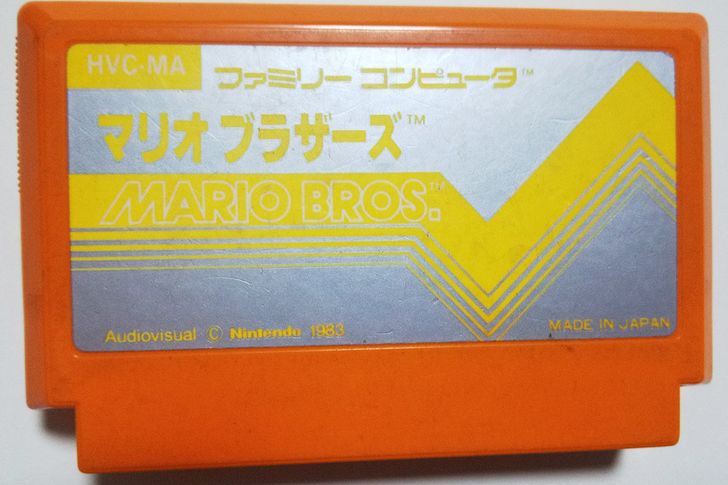 HVC-MA
ファミリー コンピュータ™
マリオ ブラザーズ™
MARIO BROS.™
Audiovisual © Nintendo 1983
MADE IN JAPAN